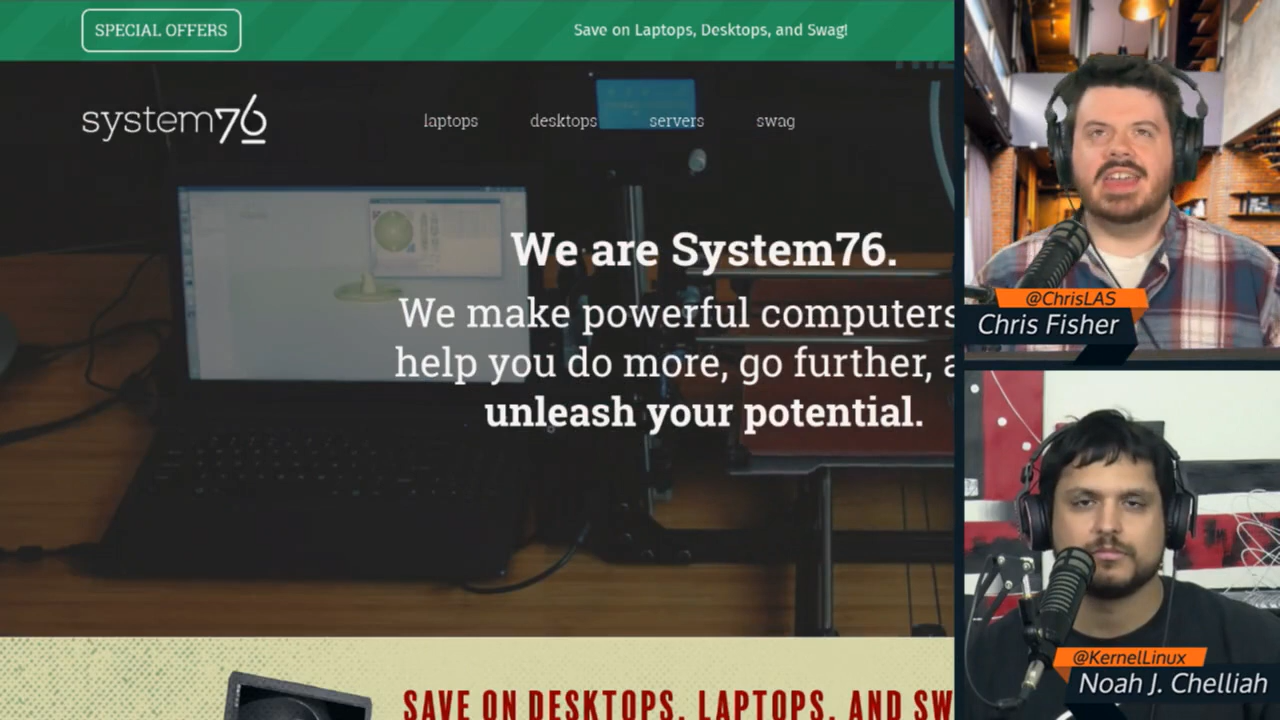 SPECIAL OFFERS
Save on Laptops, Desktops, and Swag!
system76
laptops desktops servers swag
We are System76.
We make powerful computers
help you do more, go further, a
unleash your potential.
SAVE ON DESKTOPS, LAPTOPS, AND SW
@ChrisLAS
Chris Fisher
@KernelLinux
Noah J. Chelliah